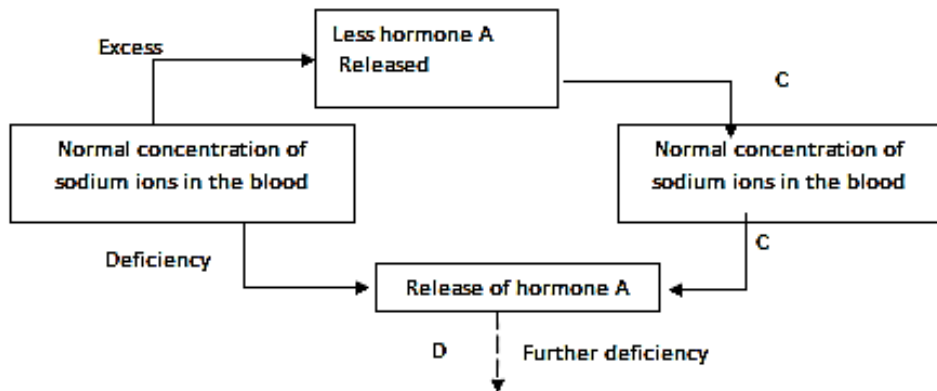 Excess
Less hormone A
Released
C
Normal concentration of
sodium ions in the blood
Normal concentration of
sodium ions in the blood
Deficiency
C
Release of hormone A
D
Further deficiency